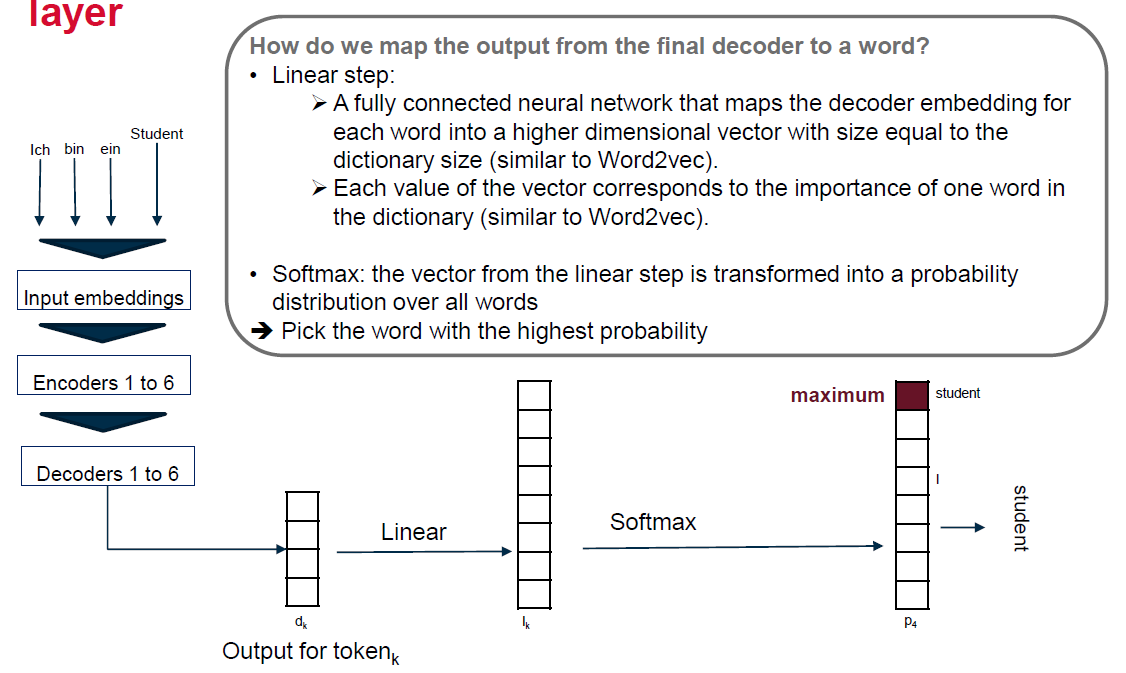 layer
How do we map the output from the final decoder to a word?
• Linear step:
➢ A fully connected neural network that maps the decoder embedding for
each word into a higher dimensional vector with size equal to the
dictionary size (similar to Word2vec).
➢ Each value of the vector corresponds to the importance of one word in
the dictionary (similar to Word2vec).
• Softmax: the vector from the linear step is transformed into a probability
distribution over all words
➔ Pick the word with the highest probability
Ich bin ein Student
Input embeddings
Encoders 1 to 6
Decoders 1 to 6
Linear
Softmax
maximum
student
I
student
dk
lk
p4
Output for tokenk